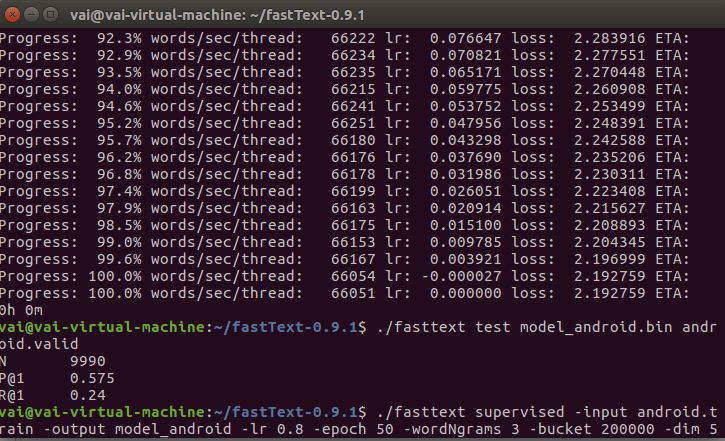 vai@vai-virtual-machine: ~/fastText-0.9.1
Progress:  92.3% words/sec/thread:   66222 lr:  0.076647 loss:  2.283916 ETA:
Progress:  92.9% words/sec/thread:   66234 lr:  0.070821 loss:  2.277551 ETA:
Progress:  93.5% words/sec/thread:   66235 lr:  0.065171 loss:  2.270448 ETA:
Progress:  94.0% words/sec/thread:   66215 lr:  0.059775 loss:  2.260908 ETA:
Progress:  94.6% words/sec/thread:   66241 lr:  0.053752 loss:  2.253499 ETA:
Progress:  95.2% words/sec/thread:   66251 lr:  0.047956 loss:  2.248391 ETA:
Progress:  95.7% words/sec/thread:   66180 lr:  0.043298 loss:  2.242588 ETA:
Progress:  96.2% words/sec/thread:   66176 lr:  0.037690 loss:  2.235206 ETA:
Progress:  96.8% words/sec/thread:   66178 lr:  0.031986 loss:  2.230311 ETA:
Progress:  97.4% words/sec/thread:   66199 lr:  0.026051 loss:  2.223408 ETA:
Progress:  97.9% words/sec/thread:   66163 lr:  0.020914 loss:  2.215627 ETA:
Progress:  98.5% words/sec/thread:   66175 lr:  0.015100 loss:  2.208893 ETA:
Progress:  99.0% words/sec/thread:   66153 lr:  0.009785 loss:  2.204345 ETA:
Progress:  99.6% words/sec/thread:   66167 lr:  0.003921 loss:  2.196999 ETA:
Progress: 100.0% words/sec/thread:   66054 lr: -0.000027 loss:  2.192759 ETA:
Progress: 100.0% words/sec/thread:   66051 lr:  0.000000 loss:  2.192759 ETA:
0h 0m
vai@vai-virtual-machine:~/fastText-0.9.1$ ./fasttext test model_android.bin andr
oid.valid
N       9990
P@1     0.575
R@1     0.24
vai@vai-virtual-machine:~/fastText-0.9.1$ ./fasttext supervised -input android.t
rain -output model_android -lr 0.8 -epoch 50 -wordNgrams 3 -bucket 200000 -dim 5